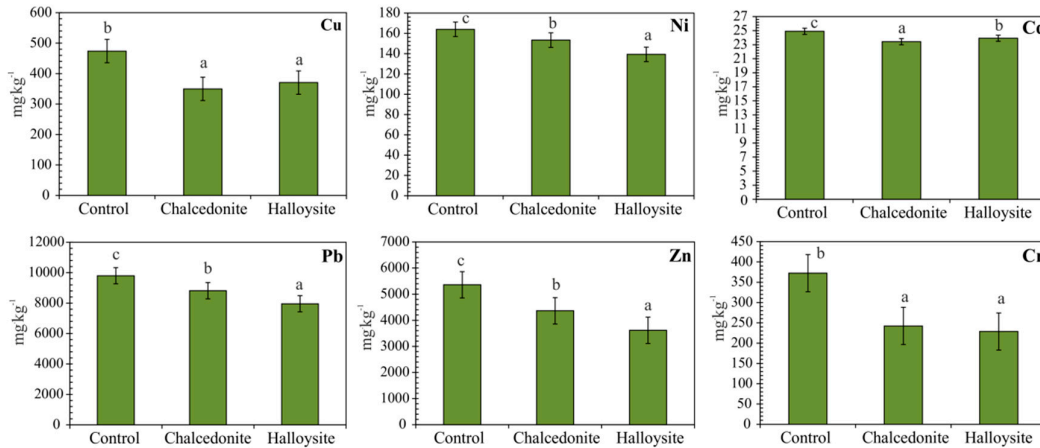 Cu
mg kg⁻¹
600
500
400
300
200
100
0
b
a
a
Control Chalcedonite Halloysite
Ni
mg kg⁻¹
180
160
140
120
100
80
60
40
20
0
c
b
a
Control Chalcedonite Halloysite
mg kg⁻¹
27
25
23
21
19
17
15
13
11
9
7
5
3
1
c
a
b
Control Chalcedonite Halloysite
Pb
mg kg⁻¹
12000
10000
8000
6000
4000
2000
0
c
b
a
Control Chalcedonite Halloysite
Zn
mg kg⁻¹
7000
6000
5000
4000
3000
2000
1000
0
c
b
a
Control Chalcedonite Halloysite
Cr
mg kg⁻¹
450
400
350
300
250
200
150
100
50
0
b
a
a
Control Chalcedonite Halloysite